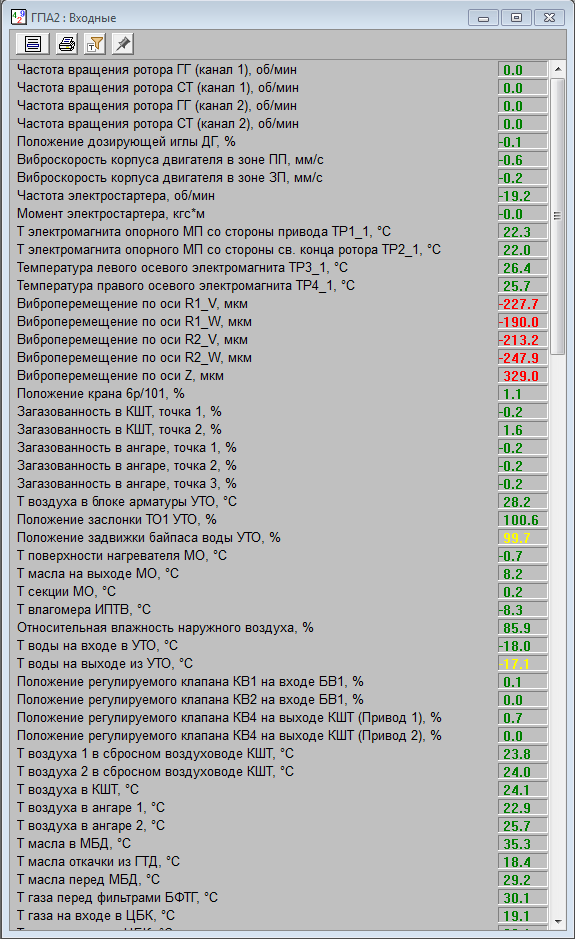 ГПА2 : Входные
Частота вращения ротора ГГ (канал 1), об/мин 0.0
Частота вращения ротора СТ (канал 1), об/мин 0.0
Частота вращения ротора ГГ (канал 2), об/мин 0.0
Частота вращения ротора СТ (канал 2), об/мин 0.0
Положение дозирующей иглы ДГ, % -0.1
Виброскорость корпуса двигателя в зоне ПП, мм/с -0.6
Виброскорость корпуса двигателя в зоне ЗП, мм/с -0.2
Частота электростартера, об/мин -19.2
Момент электростартера, кгс*м -0.0
Т электромагнита опорного МП со стороны привода ТР1_1, °С 22.3
Т электромагнита опорного МП со стороны св. конца ротора ТР2_1, °С 22.0
Температура левого осевого электромагнита ТР3_1, °С 26.4
Температура правого осевого электромагнита ТР4_1, °С 25.7
Виброперемещение по оси R1_V, мкм -227.7
Виброперемещение по оси R1_W, мкм -190.0
Виброперемещение по оси R2_V, мкм -213.2
Виброперемещение по оси R2_W, мкм -247.9
Виброперемещение по оси Z, мкм 329.0
Положение крана 6р/101, % 1.1
Загазованность в КШТ, точка 1, % -0.2
Загазованность в КШТ, точка 2, % 1.6
Загазованность в ангаре, точка 1, % -0.2
Загазованность в ангаре, точка 2, % -0.2
Загазованность в ангаре, точка 3, % -0.2
Т воздуха в блоке арматуры УТО, °С 28.2
Положение заслонки ТО1 УТО, % 100.6
Положение задвижки байпаса воды УТО, % 99.7
Т поверхности нагревателя МО, °С -0.7
Т масла на выходе МО, °С 8.2
Т секции МО, °С 0.2
Т влагомера ИПТВ, °С -8.3
Относительная влажность наружного воздуха, % 85.9
Т воды на входе в УТО, °С -18.0
Т воды на выходе из УТО, °С -17.1
Положение регулируемого клапана КВ1 на входе БВ1, % 0.1
Положение регулируемого клапана КВ2 на входе БВ1, % 0.0
Положение регулируемого клапана КВ4 на выходе КШТ (Привод 1), % 0.7
Положение регулируемого клапана КВ4 на выходе КШТ (Привод 2), % 0.0
Т воздуха 1 в сбросном воздуховоде КШТ, °С 23.8
Т воздуха 2 в сбросном воздуховоде КШТ, °С 24.0
Т воздуха в КШТ, °С 24.1
Т воздуха в ангаре 1, °С 22.9
Т воздуха в ангаре 2, °С 25.7
Т масла в МБД, °С 35.3
Т масла откачки из ГТД, °С 18.4
Т масла перед МБД, °С 29.2
Т газа перед фильтрами БФТГ, °С 30.1
Т газа на входе в ЦБК, °С 19.1